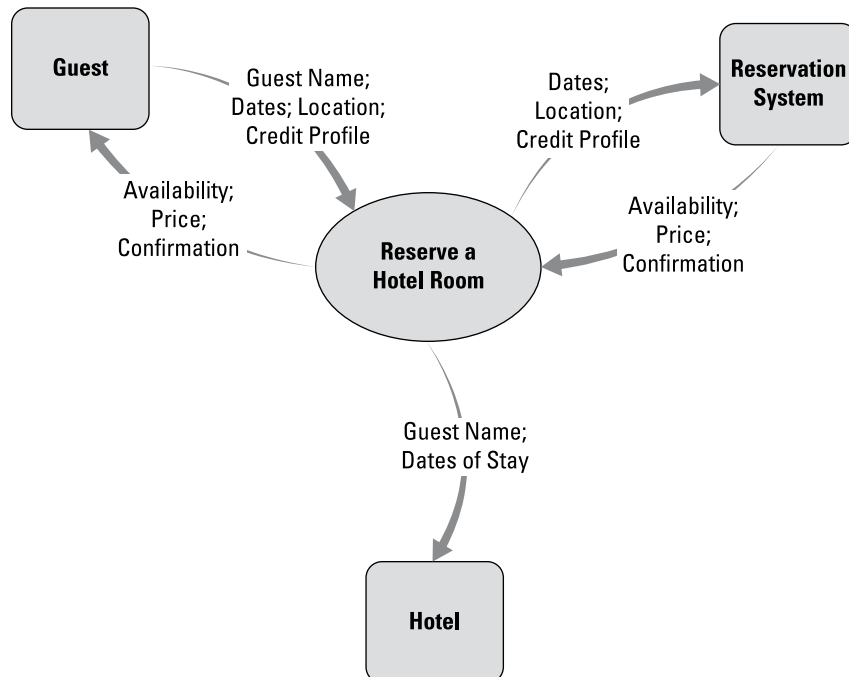 Guest
Guest Name;
Dates; Location;
Credit Profile
Dates;
Location;
Credit Profile
Reservation
System
Availability;
Price;
Confirmation
Availability;
Price;
Confirmation
Reserve a
Hotel Room
Guest Name;
Dates of Stay
Hotel